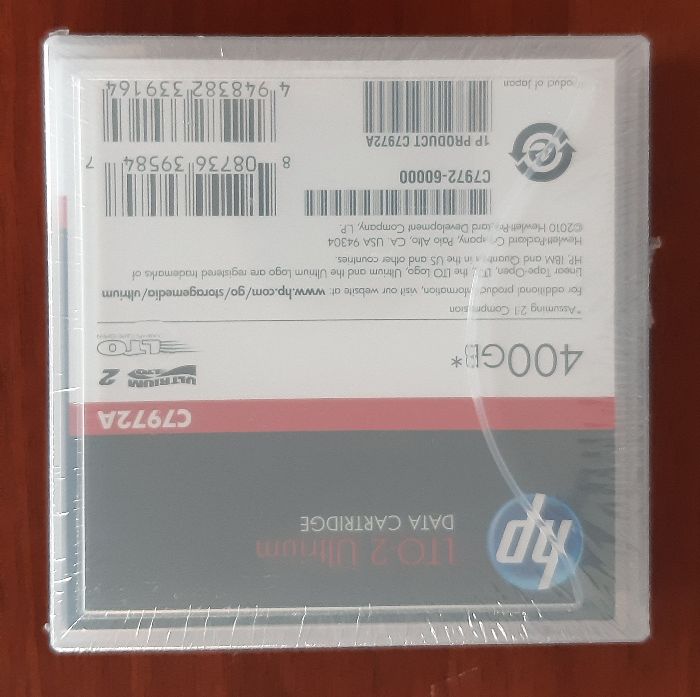 hp
LTO-2 Ultrium
DATA CARTRIDGE
C7972A
400GB*
ULTRIUM 2
LTO
LTO
*Assuming 2:1 Compression
For additional product information, visit our website at: www.hp.com/go/storagemedia/ultrium
Linear Tape-Open, LTO, the LTO Logo, Ultrium and the Ultrium Logo are registered trademarks of
HP, IBM and Quantum in the US and other countries.
Hewlett-Packard Company, Palo Alto, CA. USA 94304
©2010 Hewlett-Packard Development Company, L.P.
C7972-60000
8 08736 39584 7
1P PRODUCT C7972A
4 948382 339164
Product of Japan